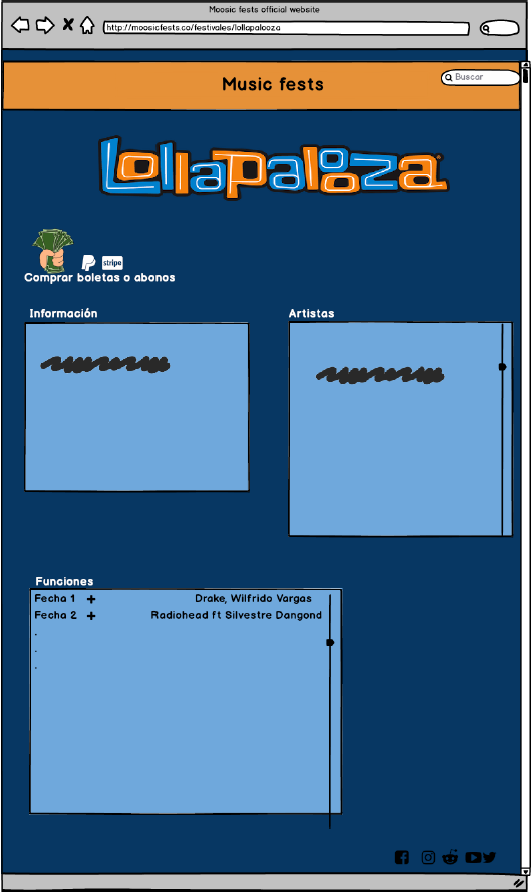 Moosic fests official website
http://moosicfests.co/festivales/lollapalooza
Music fests
Buscar
Lollapalooza
stripe
Comprar boletas o abonos
Información
Artistas
Funciones
Fecha 1 + Drake, Wilfrido Vargas
Fecha 2 + Radiohead ft Silvestre Dangond
.
.
.